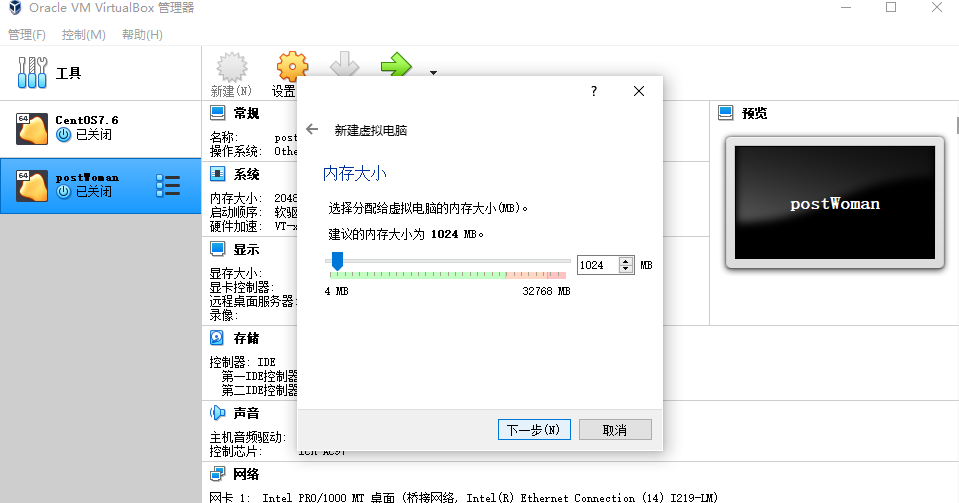 Oracle VM VirtualBox 管理器
管理(F) 控制(M) 帮助(H)
工具
新建(N) 设置
64 CentOS7.6
已关闭
64 postWoman
已关闭
常规
名称: post
操作系统: Othe
系统
内存大小: 2048
启动顺序: 软驱
硬件加速: VT-x
显示
显存大小:
显卡控制器:
远程桌面服务器:
录像:
存储
控制器: IDE
第一IDE控制器
第二IDE控制器
声音
主机音频驱动:
控制芯片: ICH AC97
网络
网卡 1: Intel PRO/1000 MT 桌面 (桥接网络, Intel(R) Ethernet Connection (14) I219-LM)
预览
postWoman
?
新建虚拟电脑
内存大小
选择分配给虚拟电脑的内存大小(MB)。
建议的内存大小为 1024 MB。
1024 MB
4 MB 32768 MB
下一步(N) 取消